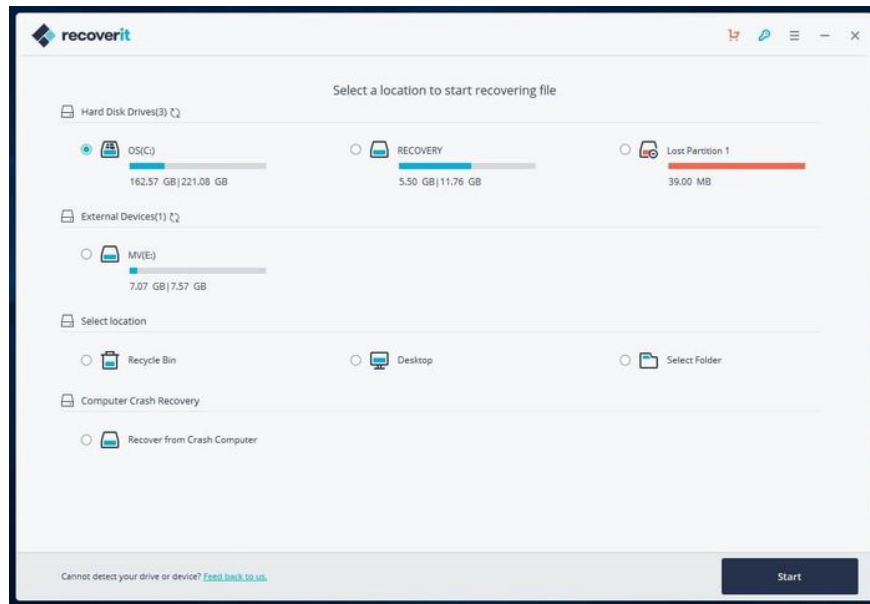 recoverit
Select a location to start recovering file
Hard Disk Drives(3)
OS(C:)
162.57 GB|221.08 GB
RECOVERY
5.50 GB|11.76 GB
Lost Partition 1
39.00 MB
External Devices(1)
MV(E:)
7.07 GB|7.57 GB
Select location
Recycle Bin
Desktop
Select Folder
Computer Crash Recovery
Recover from Crash Computer
Cannot detect your drive or device? Feed back to us.
Start